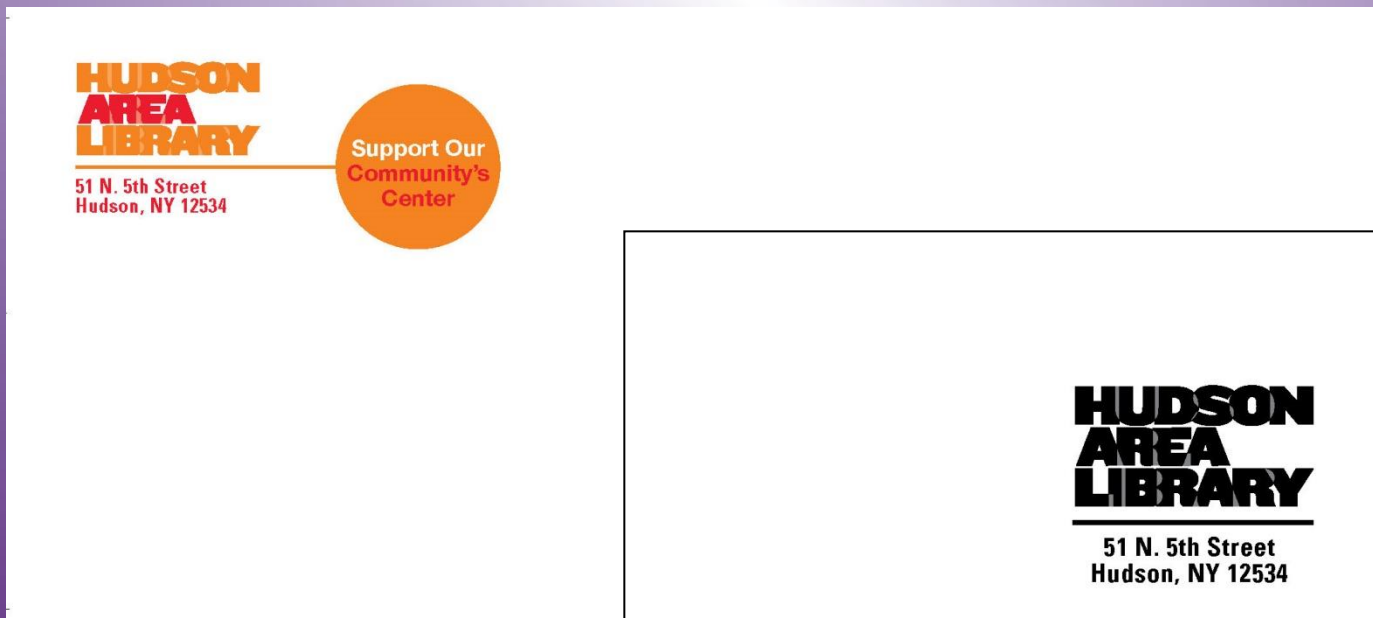 HUDSON
AREA
LIBRARY
51 N. 5th Street
Hudson, NY 12534
Support Our
Community's
Center
HUDSON
AREA
LIBRARY
51 N. 5th Street
Hudson, NY 12534